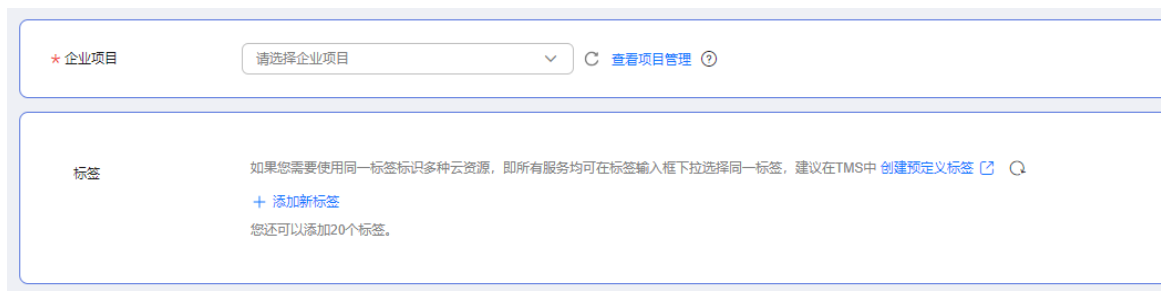 * 企业项目 请选择企业项目 查看项目管理 ?
标签 如果您需要使用同一标签标识多种云资源，即所有服务均可在标签输入框下拉选择同一标签，建议在TMS中 创建预定义标签
+ 添加新标签
您还可以添加20个标签。